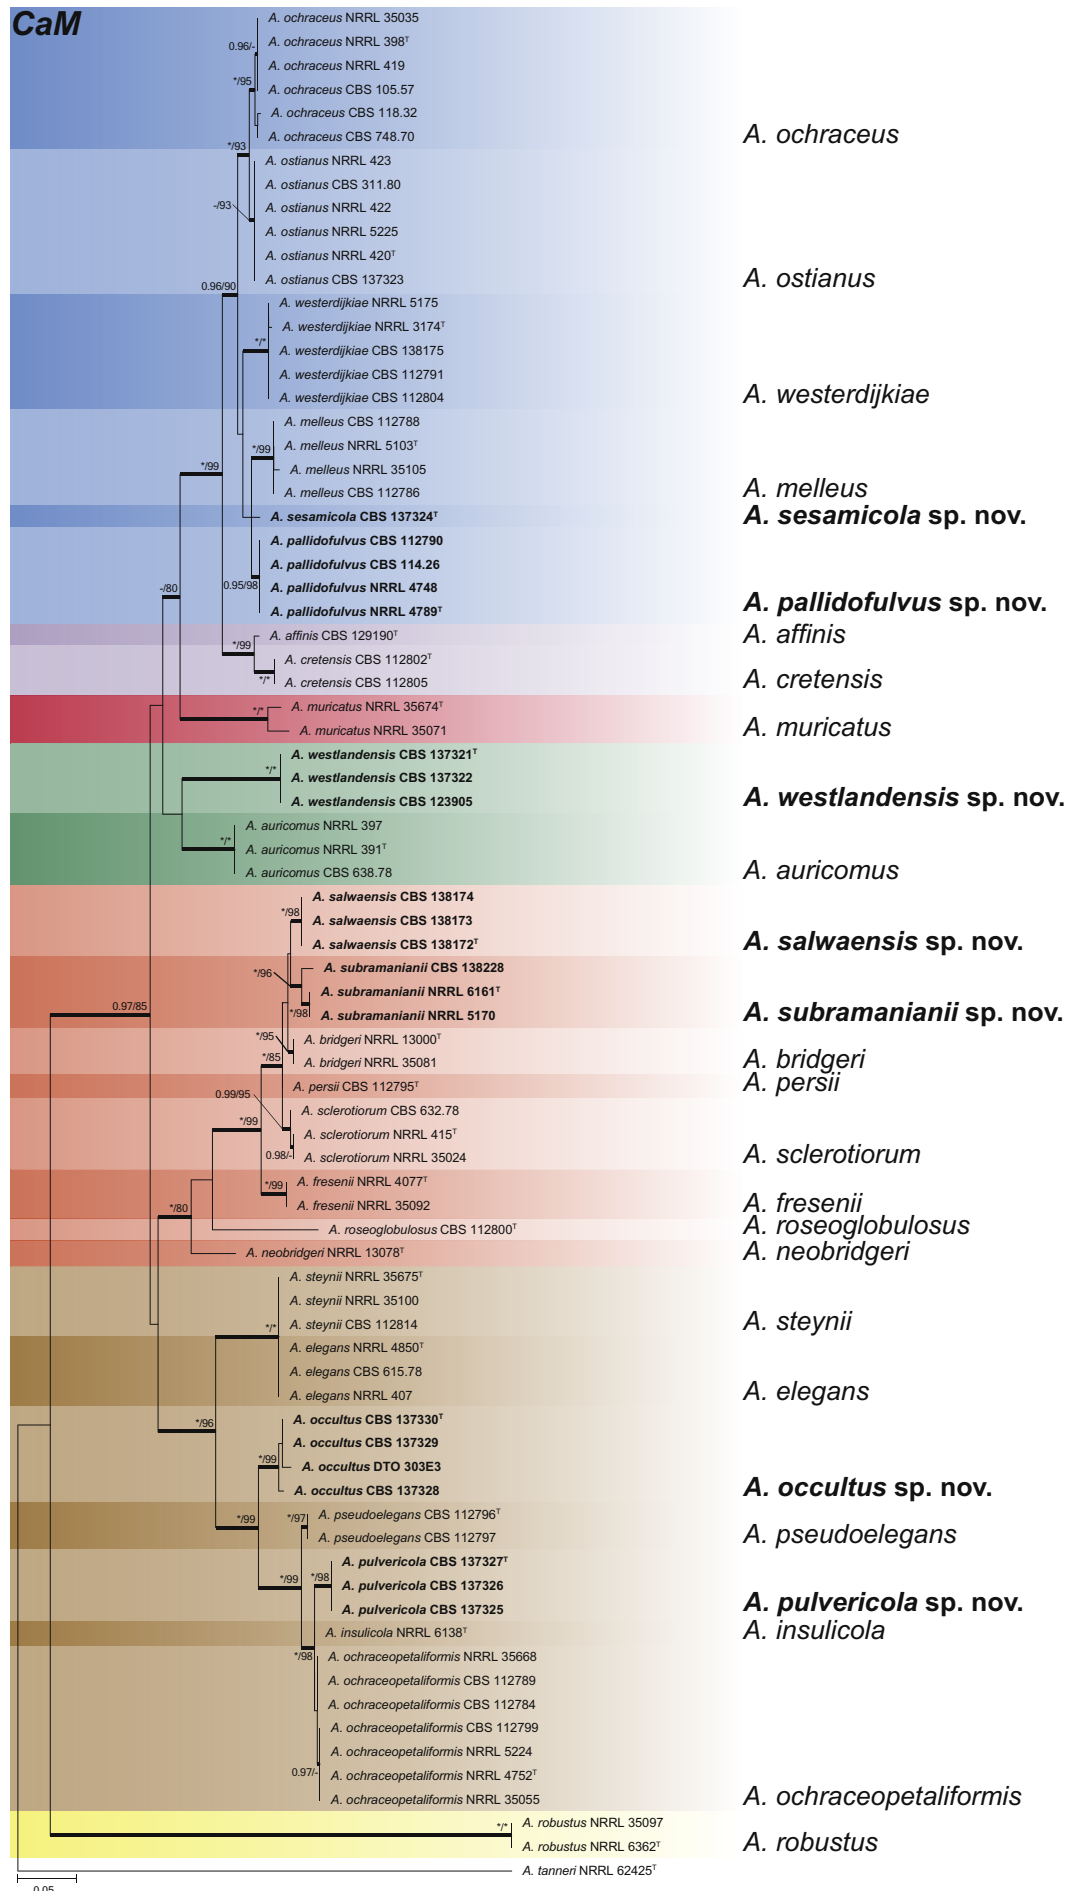 CaM
A. ochraceus NRRL 35035
A. ochraceus NRRL 398ᵀ
0.96/-
A. ochraceus NRRL 419
*/95
A. ochraceus CBS 105.57
A. ochraceus CBS 118.32
A. ochraceus CBS 748.70
A. ochraceus
*/93
A. ostianus NRRL 423
A. ostianus CBS 311.80
-/93
A. ostianus NRRL 422
A. ostianus NRRL 5225
A. ostianus NRRL 420ᵀ
A. ostianus CBS 137323
A. ostianus
0.96/90
A. westerdijkiae NRRL 5175
A. westerdijkiae NRRL 3174ᵀ
*/*
A. westerdijkiae CBS 138175
A. westerdijkiae CBS 112791
A. westerdijkiae CBS 112804
A. westerdijkiae
A. melleus CBS 112788
*/99
A. melleus NRRL 5103ᵀ
*/99
A. melleus NRRL 35105
A. melleus CBS 112786
A. melleus
A. sesamicola CBS 137324ᵀ
A. sesamicola sp. nov.
A. pallidofulvus CBS 112790
A. pallidofulvus CBS 114.26
0.95/98
A. pallidofulvus NRRL 4748
A. pallidofulvus NRRL 4789ᵀ
A. pallidofulvus sp. nov.
-/80
A. affinis CBS 129190ᵀ
A. affinis
*/99
A. cretensis CBS 112802ᵀ
*/*
A. cretensis CBS 112805
A. cretensis
*/*
A. muricatus NRRL 35674ᵀ
A. muricatus NRRL 35071
A. muricatus
A. westlandensis CBS 137321ᵀ
*/*
A. westlandensis CBS 137322
A. westlandensis CBS 123905
A. westlandensis sp. nov.
A. auricomus NRRL 397
*/*
A. auricomus NRRL 391ᵀ
A. auricomus CBS 638.78
A. auricomus
A. salwaensis CBS 138174
*/98
A. salwaensis CBS 138173
A. salwaensis CBS 138172ᵀ
A. salwaensis sp. nov.
*/96
A. subramanianii CBS 138228
A. subramanianii NRRL 6161ᵀ
*/98
A. subramanianii NRRL 5170
A. subramanianii sp. nov.
0.97/85
*/95
A. bridgeri NRRL 13000ᵀ
A. bridgeri NRRL 35081
A. bridgeri
*/85
A. persii CBS 112795ᵀ
A. persii
0.99/95
A. sclerotiorum CBS 632.78
*/99
A. sclerotiorum NRRL 415ᵀ
0.98/-
A. sclerotiorum NRRL 35024
A. sclerotiorum
*/99
A. fresenii NRRL 4077ᵀ
A. fresenii NRRL 35092
A. fresenii
*/80
A. roseoglobulosus CBS 112800ᵀ
A. roseoglobulosus
A. neobridgeri NRRL 13078ᵀ
A. neobridgeri
A. steynii NRRL 35675ᵀ
A. steynii NRRL 35100
A. steynii CBS 112814
A. steynii
*/*
A. elegans NRRL 4850ᵀ
A. elegans CBS 615.78
A. elegans NRRL 407
A. elegans
*/96
A. occultus CBS 137330ᵀ
A. occultus CBS 137329
*/99
A. occultus DTO 303E3
A. occultus CBS 137328
A. occultus sp. nov.
*/99
*/97
A. pseudoelegans CBS 112796ᵀ
A. pseudoelegans CBS 112797
A. pseudoelegans
A. pulvericola CBS 137327ᵀ
*/99
*/98
A. pulvericola CBS 137326
A. pulvericola CBS 137325
A. pulvericola sp. nov.
A. insulicola NRRL 6138ᵀ
A. insulicola
*/98
A. ochraceopetaliformis NRRL 35668
A. ochraceopetaliformis CBS 112789
A. ochraceopetaliformis CBS 112784
A. ochraceopetaliformis CBS 112799
A. ochraceopetaliformis NRRL 5224
0.97/-
A. ochraceopetaliformis NRRL 4752ᵀ
A. ochraceopetaliformis NRRL 35055
A. ochraceopetaliformis
*/*
A. robustus NRRL 35097
A. robustus NRRL 6362ᵀ
A. robustus
A. tanneri NRRL 62425ᵀ
0.05